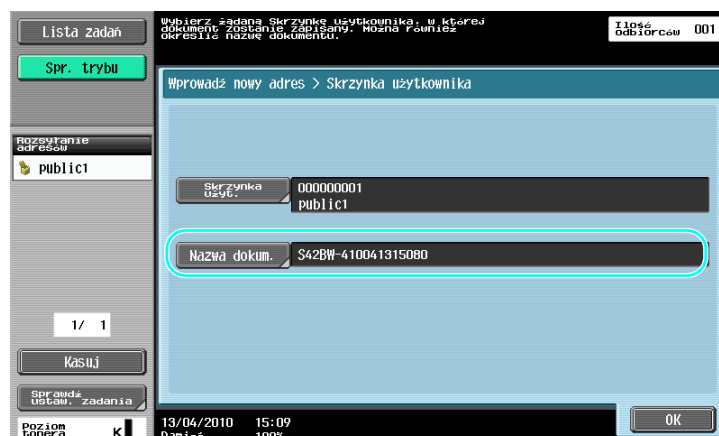 Lista zadań
Wybierz żądaną Skrzynkę użytkownika, w której
dokument zostanie zapisany. Można również
określić nazwę dokumentu.
Ilość
odbiorców 001
Spr. trybu
Wprowadź nowy adres > Skrzynka użytkownika
Rozsyłanie
adresów
public1
Skrzynka
użyt.
000000001
public1
Nazwa dokum.
S42BW-410041315080
1/ 1
Kasuj
Sprawdź
ustaw. zadania
Poziom
tonera K
13/04/2010 15:09
Pamięć 100%
OK